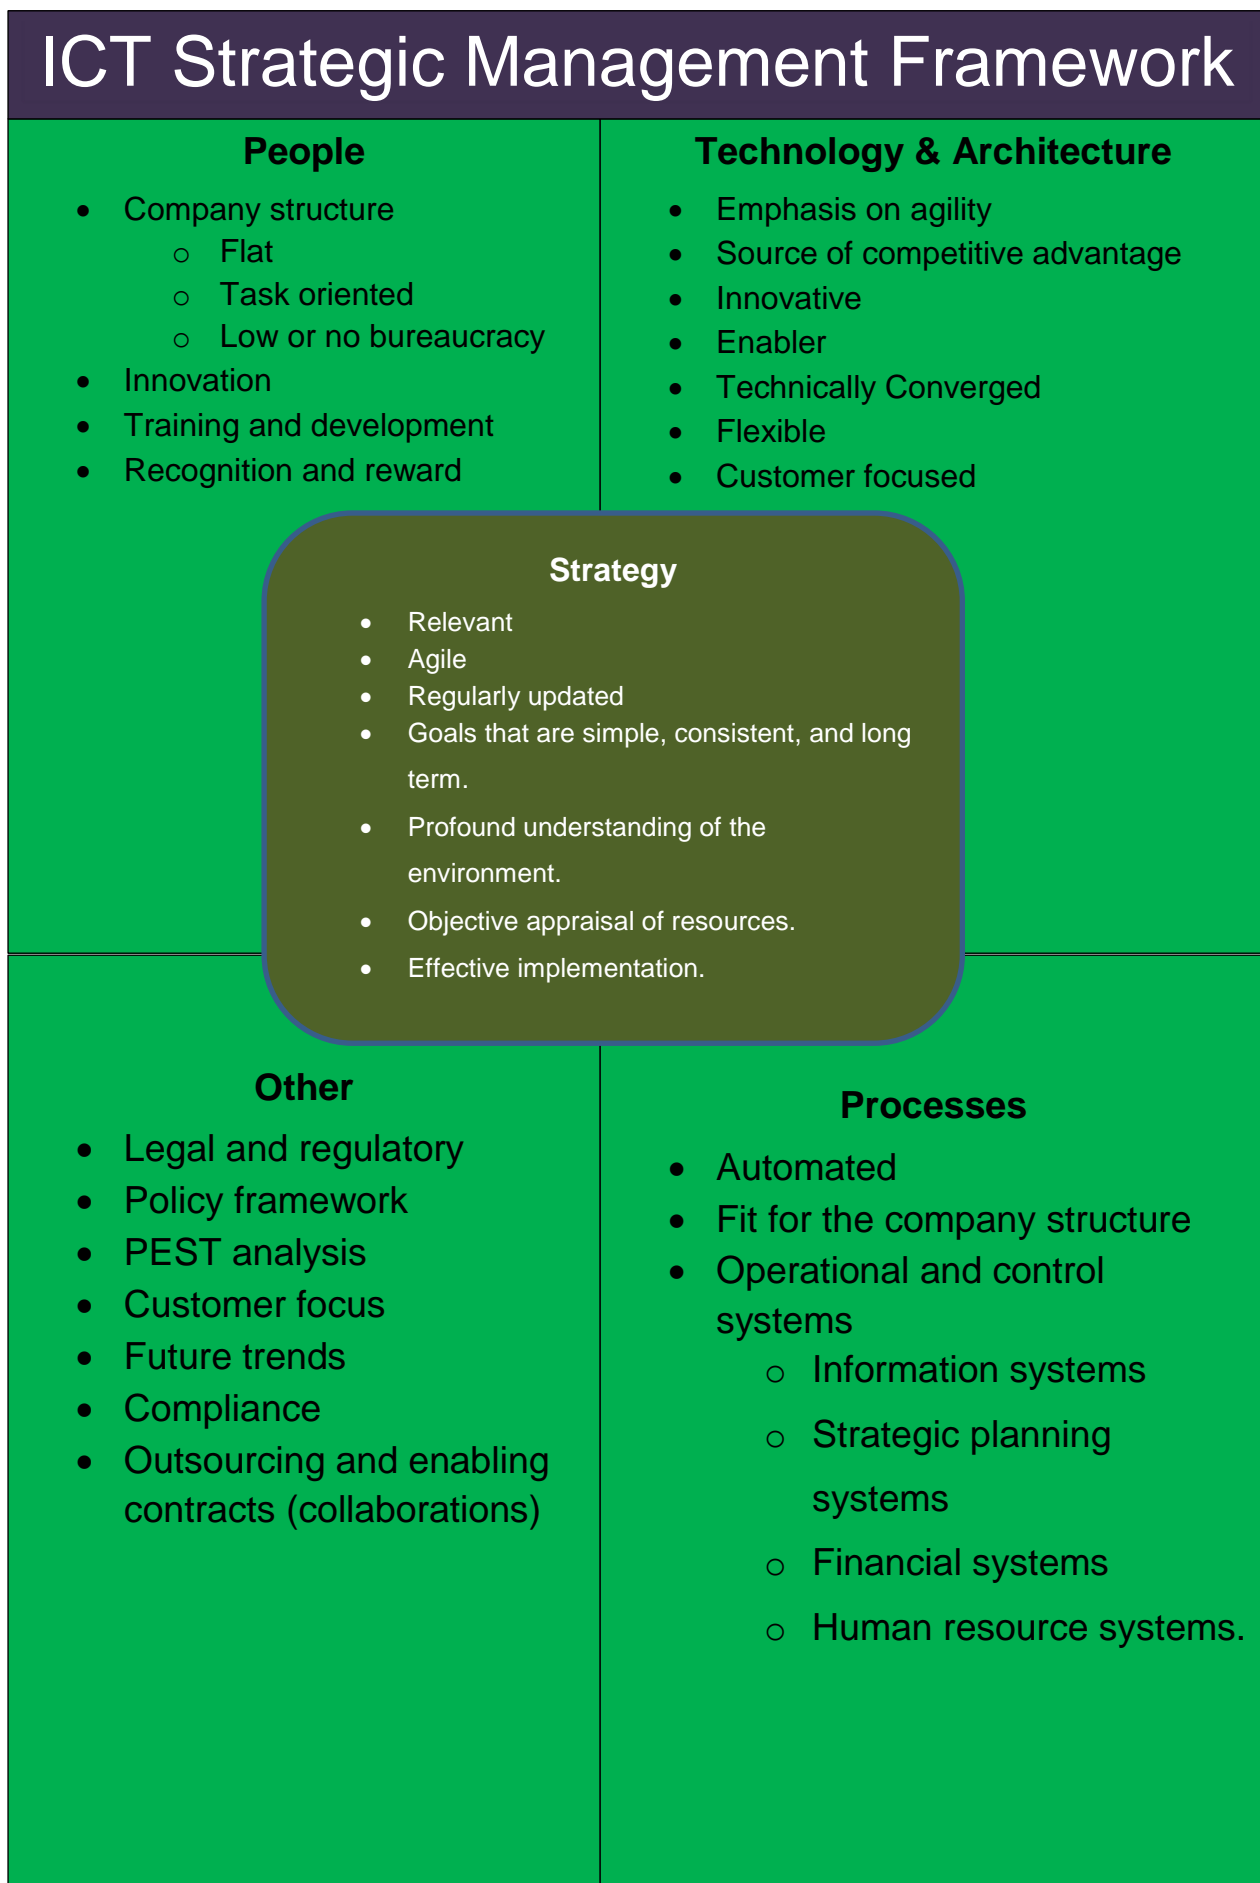 ICT Strategic Management Framework
People
• Company structure
o Flat
o Task oriented
o Low or no bureaucracy
• Innovation
• Training and development
• Recognition and reward
Technology & Architecture
• Emphasis on agility
• Source of competitive advantage
• Innovative
• Enabler
• Technically Converged
• Flexible
• Customer focused
Strategy
• Relevant
• Agile
• Regularly updated
• Goals that are simple, consistent, and long
term.
• Profound understanding of the
environment.
• Objective appraisal of resources.
• Effective implementation.
Other
• Legal and regulatory
• Policy framework
• PEST analysis
• Customer focus
• Future trends
• Compliance
• Outsourcing and enabling
contracts (collaborations)
Processes
• Automated
• Fit for the company structure
• Operational and control
systems
o Information systems
o Strategic planning
systems
o Financial systems
o Human resource systems.